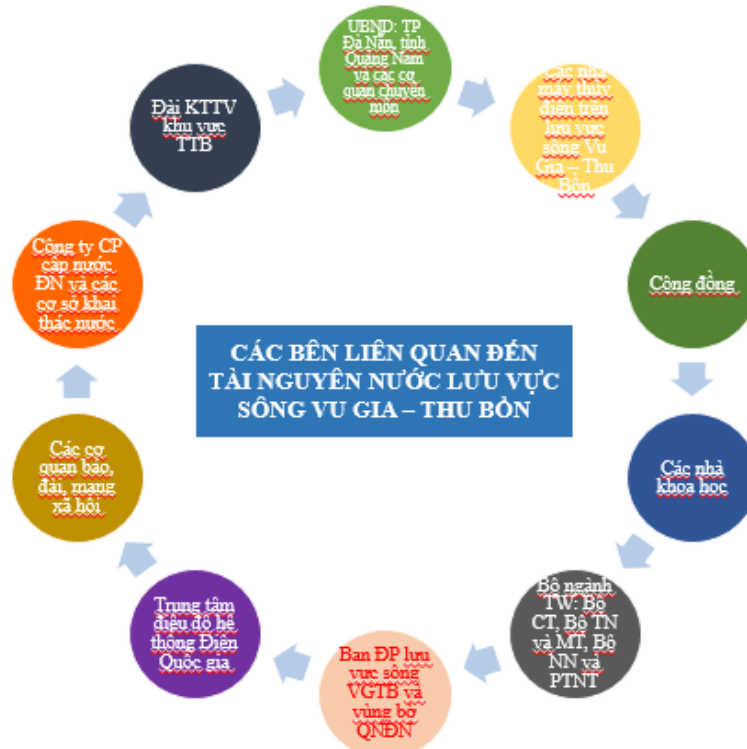 UBND: TP
Đà Nẵn, tỉnh
Quảng Nam
và các cơ
quan chuyên
môn
Các nhà
máy thủy
điện trên
lưu vực
sông Vu
Gia – Thu
Bồn
Cộng đồng
Các nhà
khoa học
Bộ ngành
TW: Bộ
CT, Bộ TN
và MT, Bộ
NN và
PTNT
Ban ĐP lưu
vực sông
VGTB và
vùng bờ
QNĐN
Trung tâm
điều độ hệ
thống Điện
Quốc gia
Các cơ
quan báo,
đài, mạng
xã hội
Công ty CP
cấp nước
ĐN và các
cơ sở khai
thác nước
Đài KTTV
khu vực
TTB
CÁC BÊN LIÊN QUAN ĐẾN
TÀI NGUYÊN NƯỚC LƯU VỰC
SÔNG VU GIA – THU BỒN